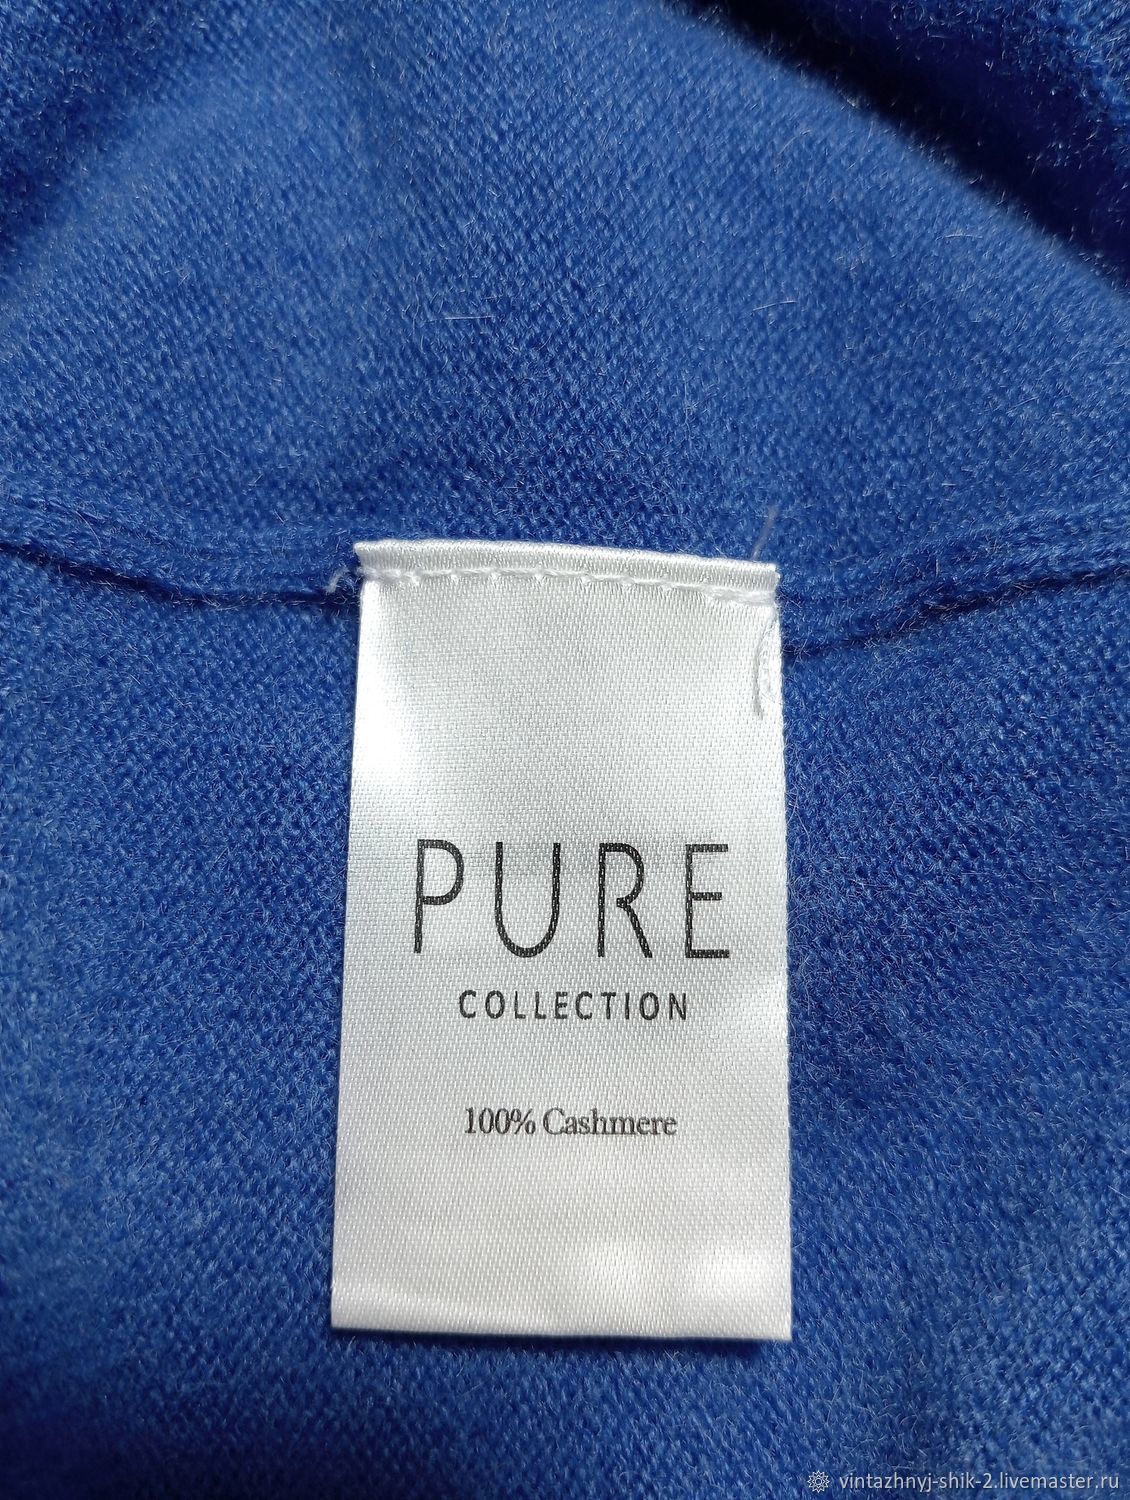 PURE
COLLECTION
100% Cashmere
vintazhnyj-shik-2.livemaster.ru